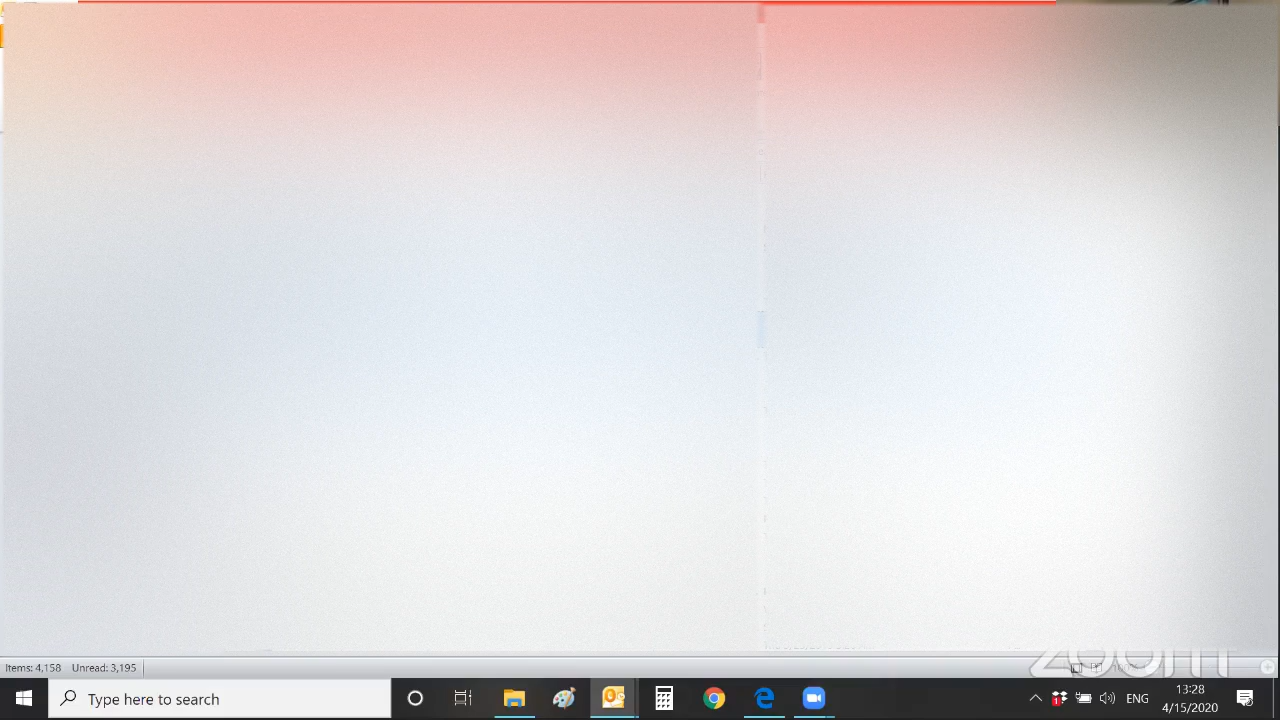 Items: 4,158 Unread: 3,195
zoom
Type here to search
ENG
13:28
4/15/2020